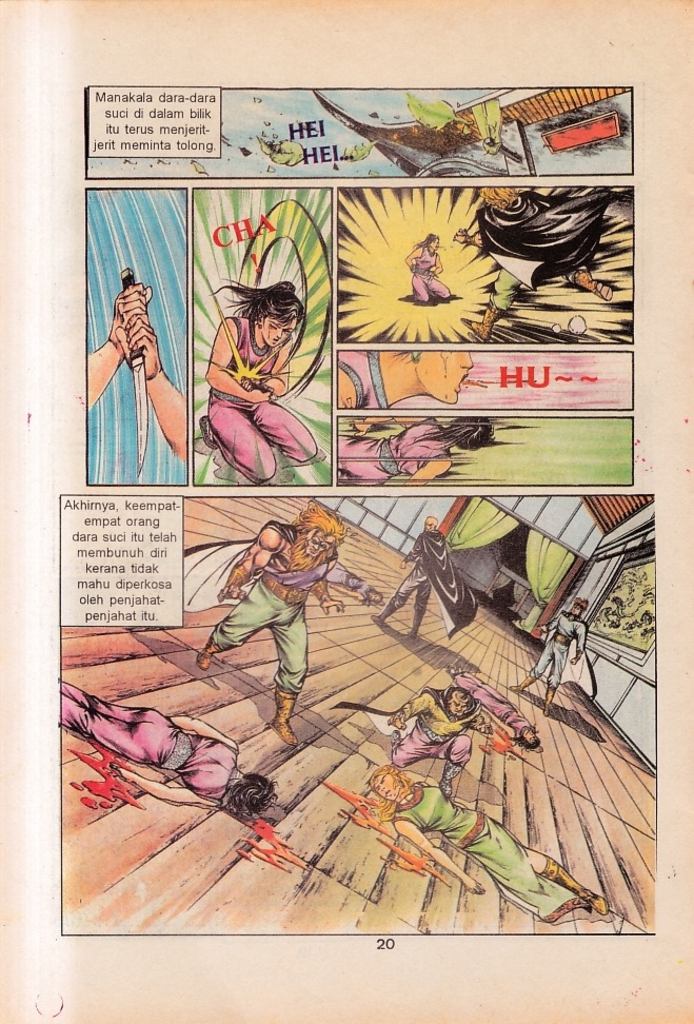 Manakala dara-dara
suci di dalam bilik
itu terus menjerit-
jerit meminta tolong.
HEI
HEI...
CHA
!
HU~~
Akhirnya, keempat-
empat orang
dara suci itu telah
membunuh diri
kerana tidak
mahu diperkosa
oleh penjahat-
penjahat itu.
20